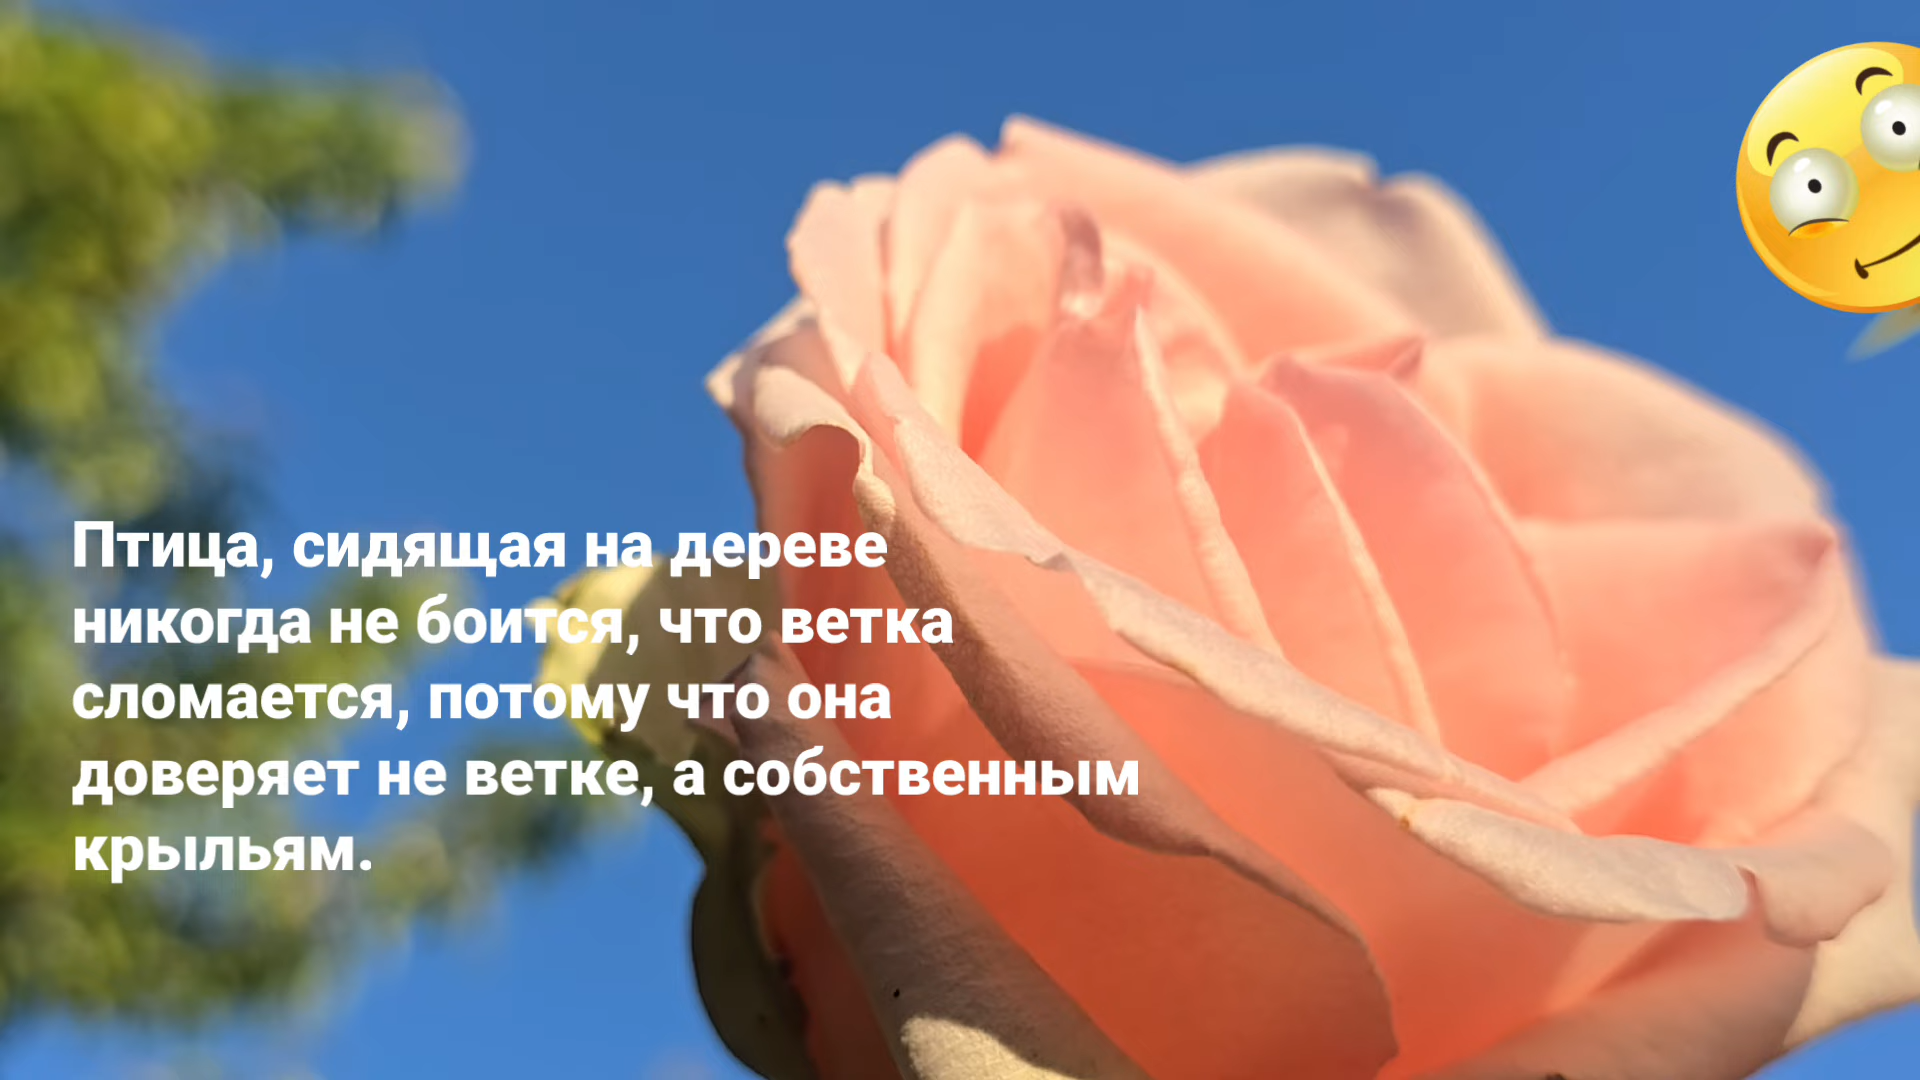 Птица, сидящая на дереве
никогда не боится, что ветка
сломается, потому что она
доверяет не ветке, а собственным
крыльям.